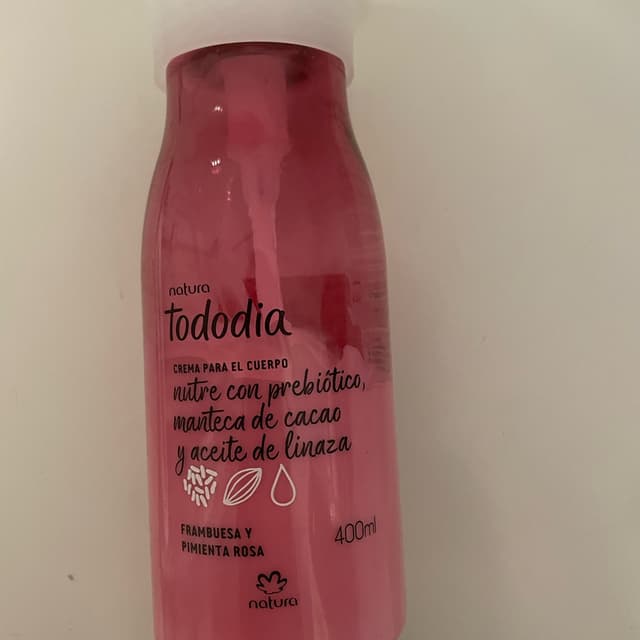 natura
tododia
CREMA PARA EL CUERPO
nutre con prebiótico,
manteca de cacao
y aceite de linaza
FRAMBUESA Y
PIMIENTA ROSA
400ml
natura